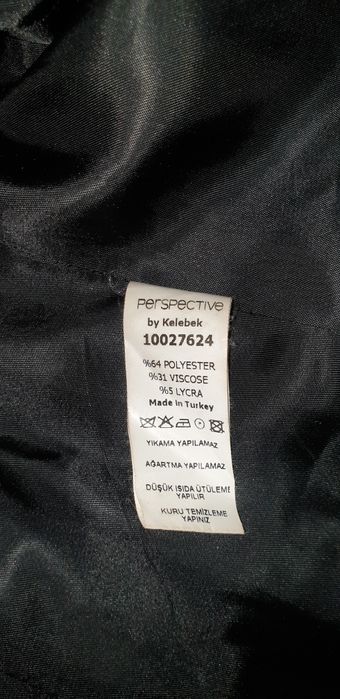 perspective
by Kelebek
10027624
%64 POLYESTER
%31 VISCOSE
%5 LYCRA
Made in Turkey
YIKAMA YAPILAMAZ
AĞARTMA YAPILAMAZ
DÜŞÜK ISIDA ÜTÜLEME
YAPILIR
KURU TEMİZLEME
YAPINIZ